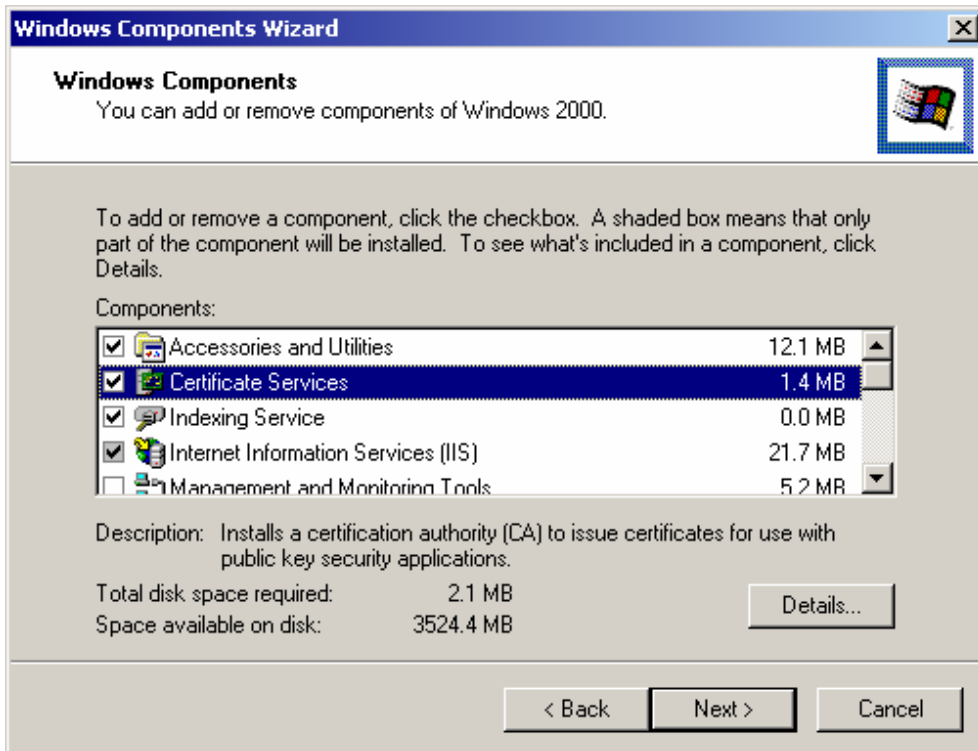 Windows Components Wizard
Windows Components
You can add or remove components of Windows 2000.
To add or remove a component, click the checkbox. A shaded box means that only
part of the component will be installed. To see what's included in a component, click
Details.
Components:
Accessories and Utilities 12.1 MB
Certificate Services 1.4 MB
Indexing Service 0.0 MB
Internet Information Services (IIS) 21.7 MB
Management and Monitoring Tools 5.2 MB
Description: Installs a certification authority (CA) to issue certificates for use with
public key security applications.
Total disk space required: 2.1 MB
Space available on disk: 3524.4 MB
Details...
< Back Next > Cancel